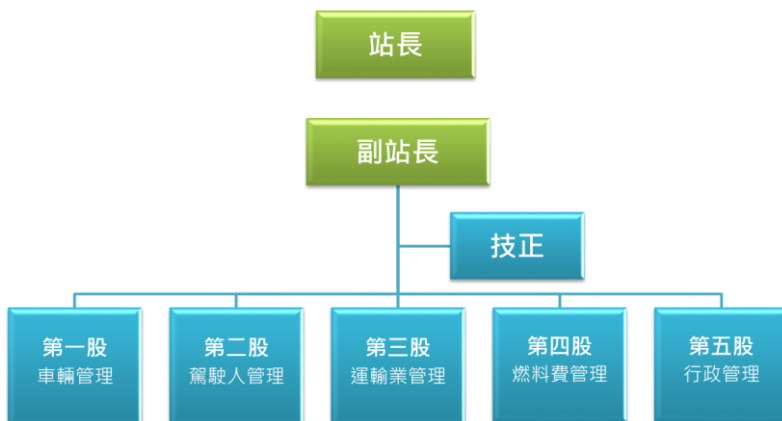 站長
副站長
技正
第一股
車輛管理
第二股
駕駛人管理
第三股
運輸業管理
第四股
燃料費管理
第五股
行政管理